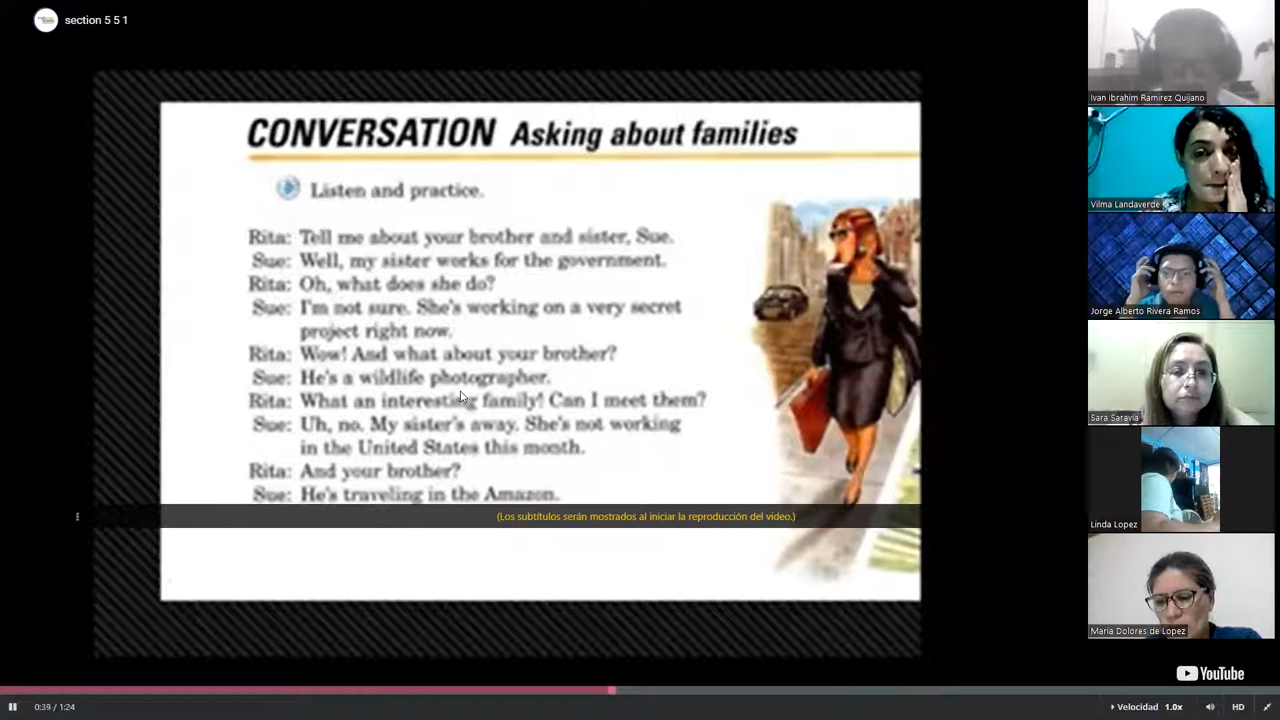 section 5 5 1
CONVERSATION Asking about families
Listen and practice.
Rita: Tell me about your brother and sister, Sue.
Sue: Well, my sister works for the government.
Rita: Oh, what does she do?
Sue: I'm not sure. She's working on a very secret
project right now.
Rita: Wow! And what about your brother?
Sue: He's a wildlife photographer.
Rita: What an interesting family! Can I meet them?
Sue: Uh, no. My sister's away. She's not working
in the United States this month.
Rita: And your brother?
Sue: He's traveling in the Amazon.
(Los subtítulos serán mostrados al iniciar la reproducción del vídeo.)
Ivan Ibrahim Ramirez Quijano
Vilma Landaverde
Jorge Alberto Rivera Ramos
Sara Saravia
Linda Lopez
Maria Dolores de Lopez
YouTube
0:39 / 1:24
Velocidad 1.0x
HD